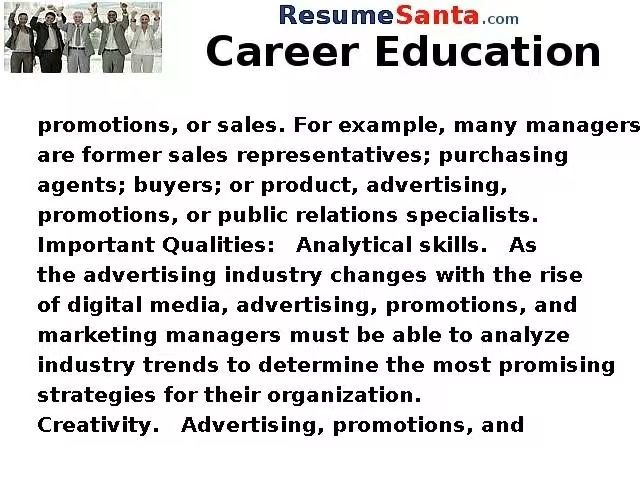 ResumeSanta.com
Career Education
promotions, or sales. For example, many managers
are former sales representatives; purchasing
agents; buyers; or product, advertising,
promotions, or public relations specialists.
Important Qualities:   Analytical skills.   As
the advertising industry changes with the rise
of digital media, advertising, promotions, and
marketing managers must be able to analyze
industry trends to determine the most promising
strategies for their organization.
Creativity.   Advertising, promotions, and